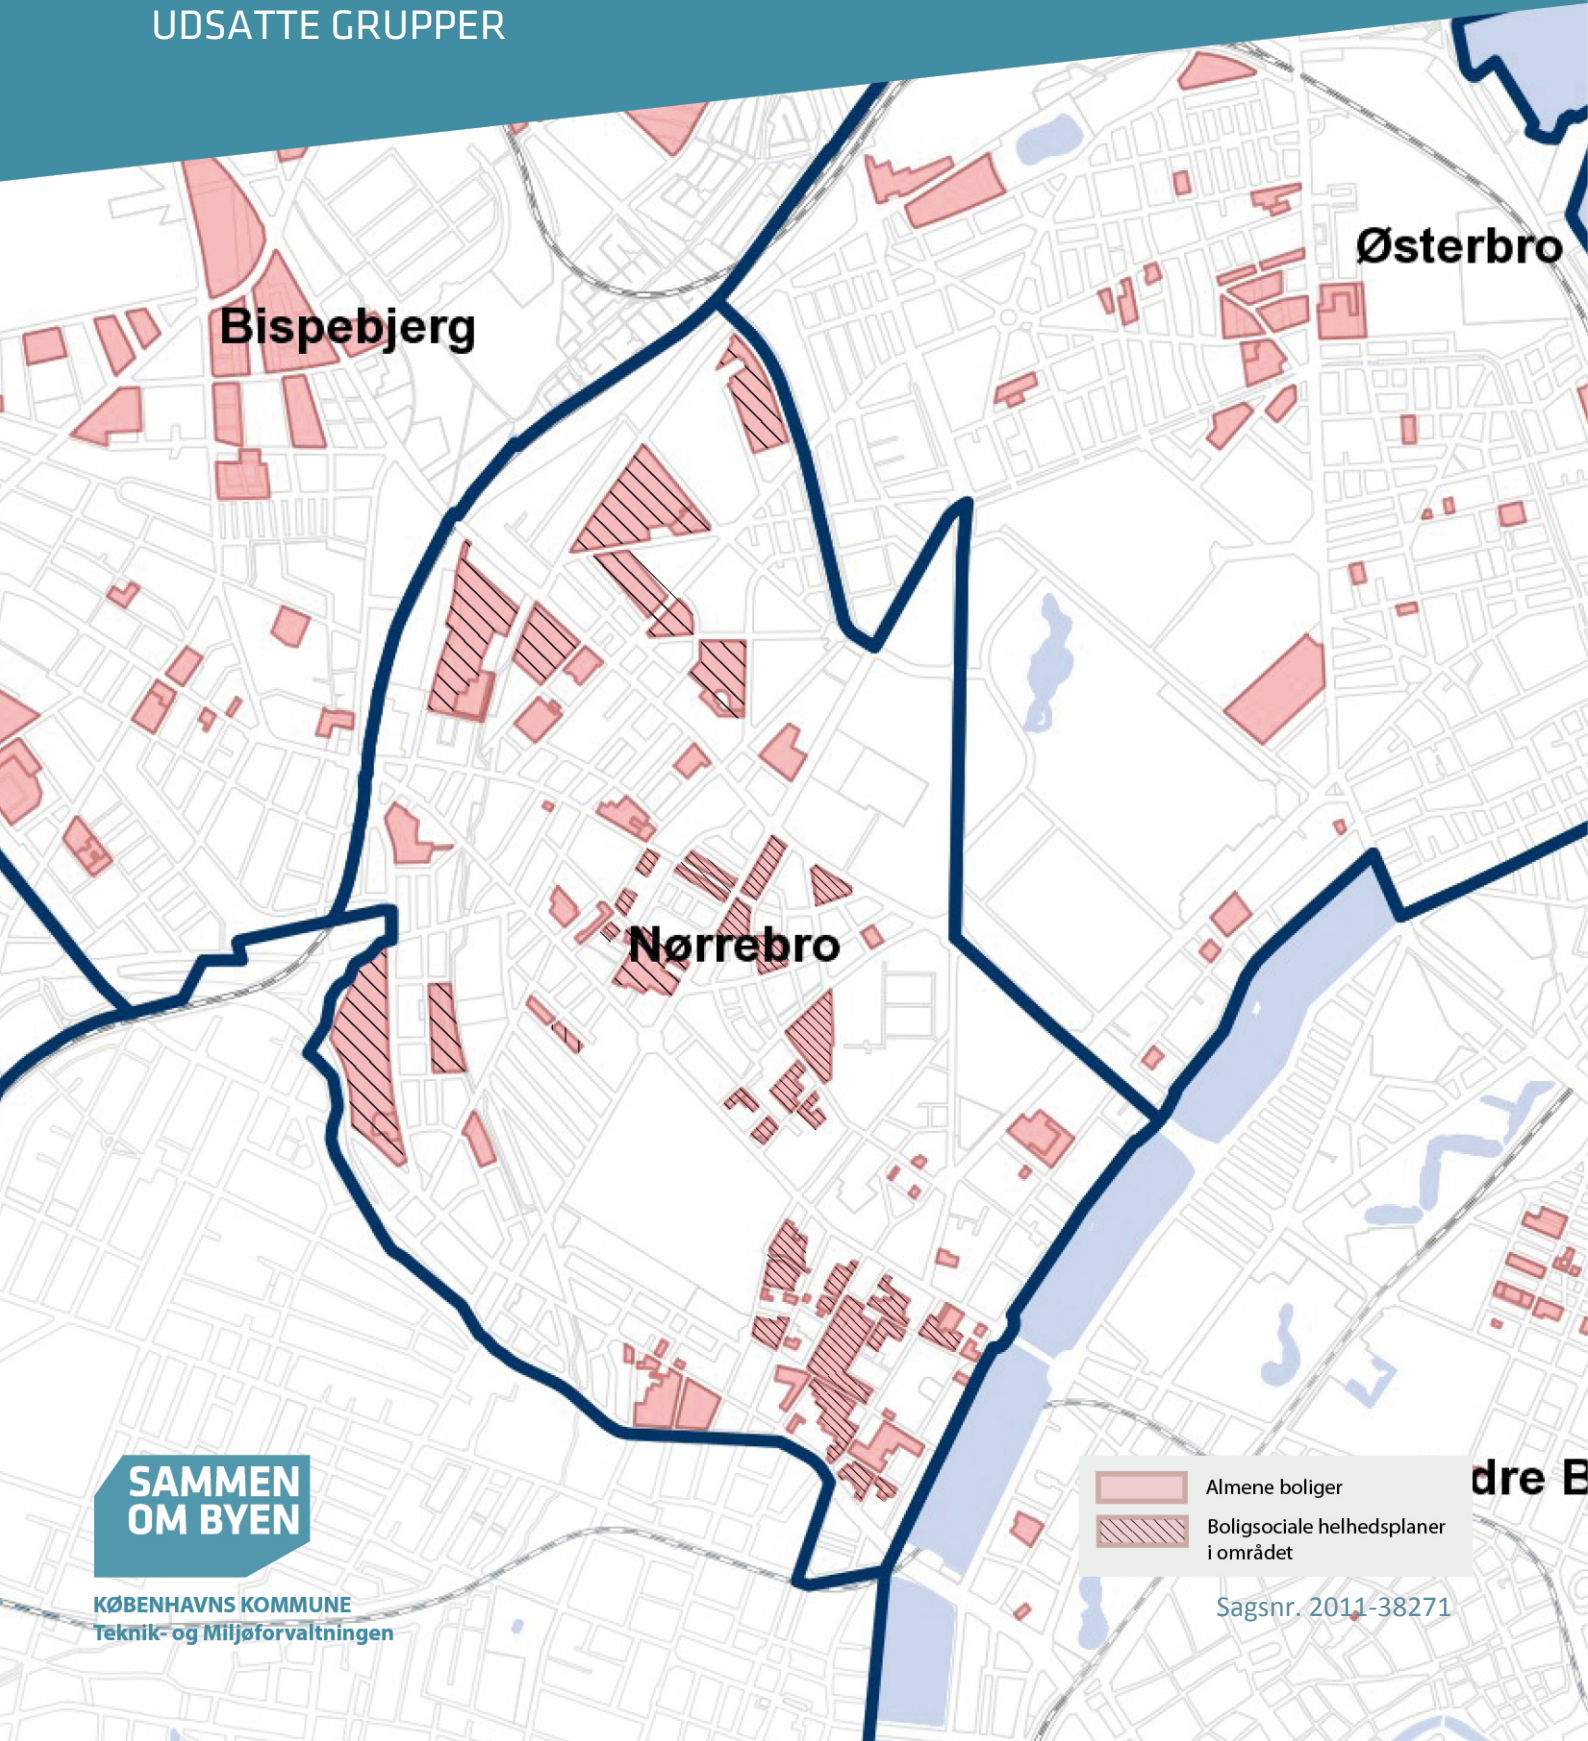 UDSATTE GRUPPER
Østerbro
Bispebjerg
Nørrebro
dre B
SAMMEN
OM BYEN
KØBENHAVNS KOMMUNE
Teknik- og Miljøforvaltningen
Almene boliger
Boligsociale helhedsplaner
i området
Sagsnr. 2011-38271